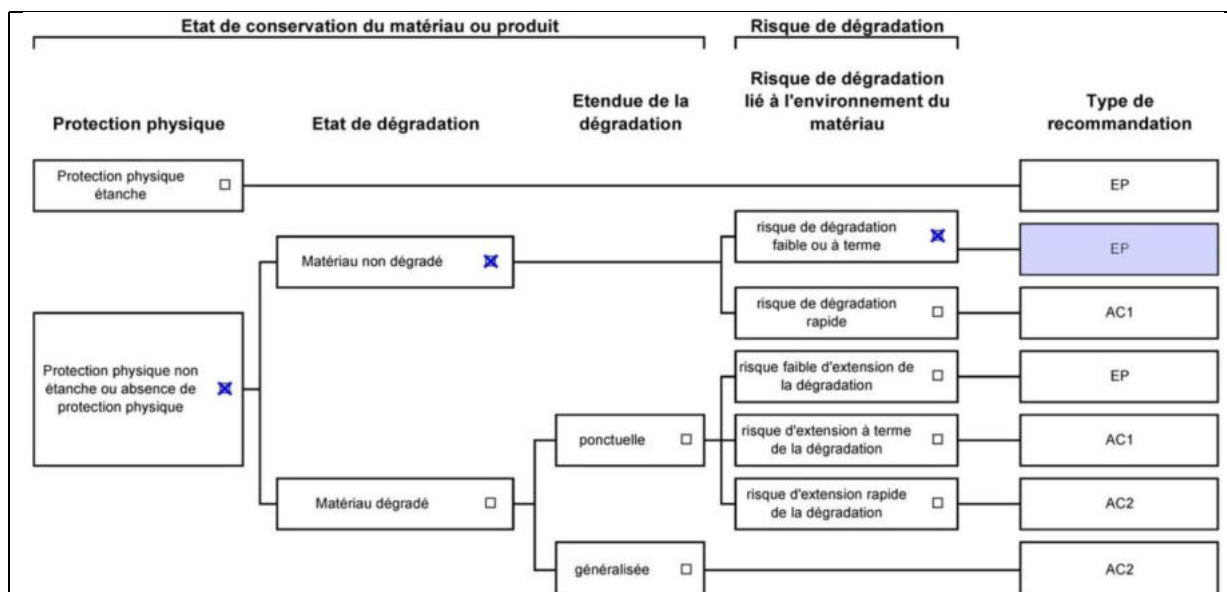 Etat de conservation du matériau ou produit
Risque de dégradation
Protection physique
Etat de dégradation
Etendue de la
dégradation
Risque de dégradation
lié à l'environnement du
matériau
Type de
recommandation
Protection physique
étanche
EP
Protection physique non
étanche ou absence de
protection physique
Matériau non dégradé
risque de dégradation
faible ou à terme
EP
risque de dégradation
rapide
AC1
Matériau dégradé
ponctuelle
risque faible d'extension de
la dégradation
EP
risque d'extension à terme
de la dégradation
AC1
risque d'extension rapide
de la dégradation
AC2
généralisée
AC2